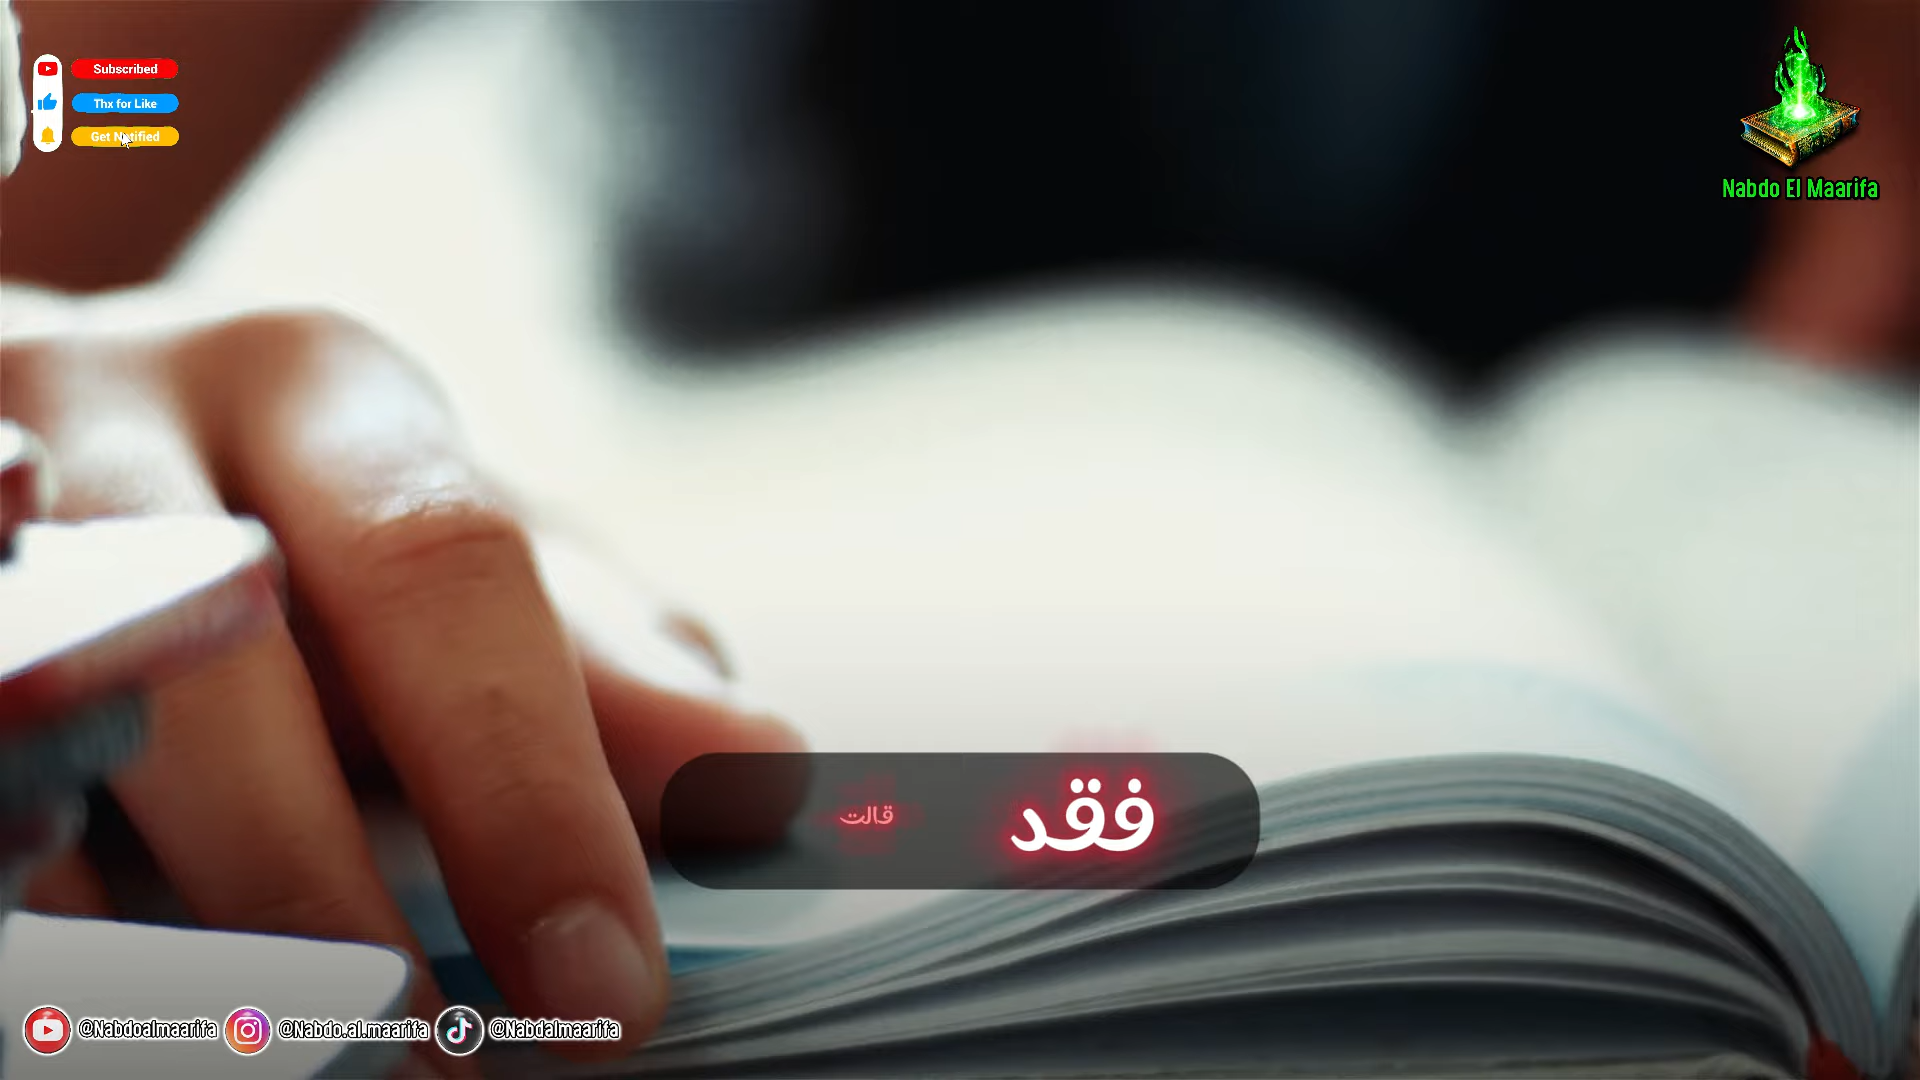 Subscribed
Thx for Like
Get Notified
Nabdo El Maarifa
فقد قالت
@Nabdoalmaarifa @Nabdo.al.maarifa @Nabdalmaarifa